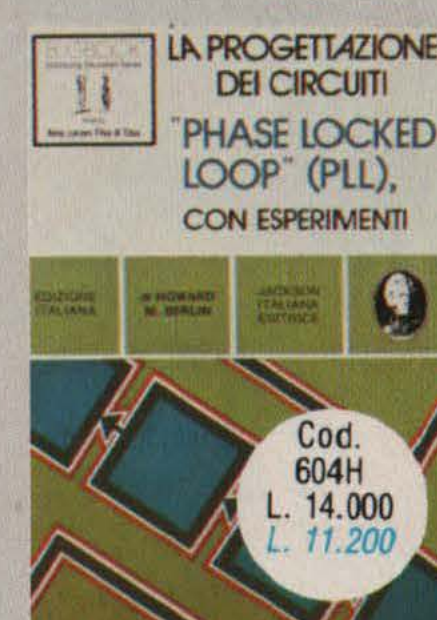 LA PROGETTAZIONE
DEI CIRCUITI
"PHASE LOCKED
LOOP" (PLL),
CON ESPERIMENTI
EDIZIONE
ITALIANA
di HOWARD
M. BERLIN
JACKSON
ITALIANA
EDITRICE
Cod.
604H
L. 14.000
L. 11.200